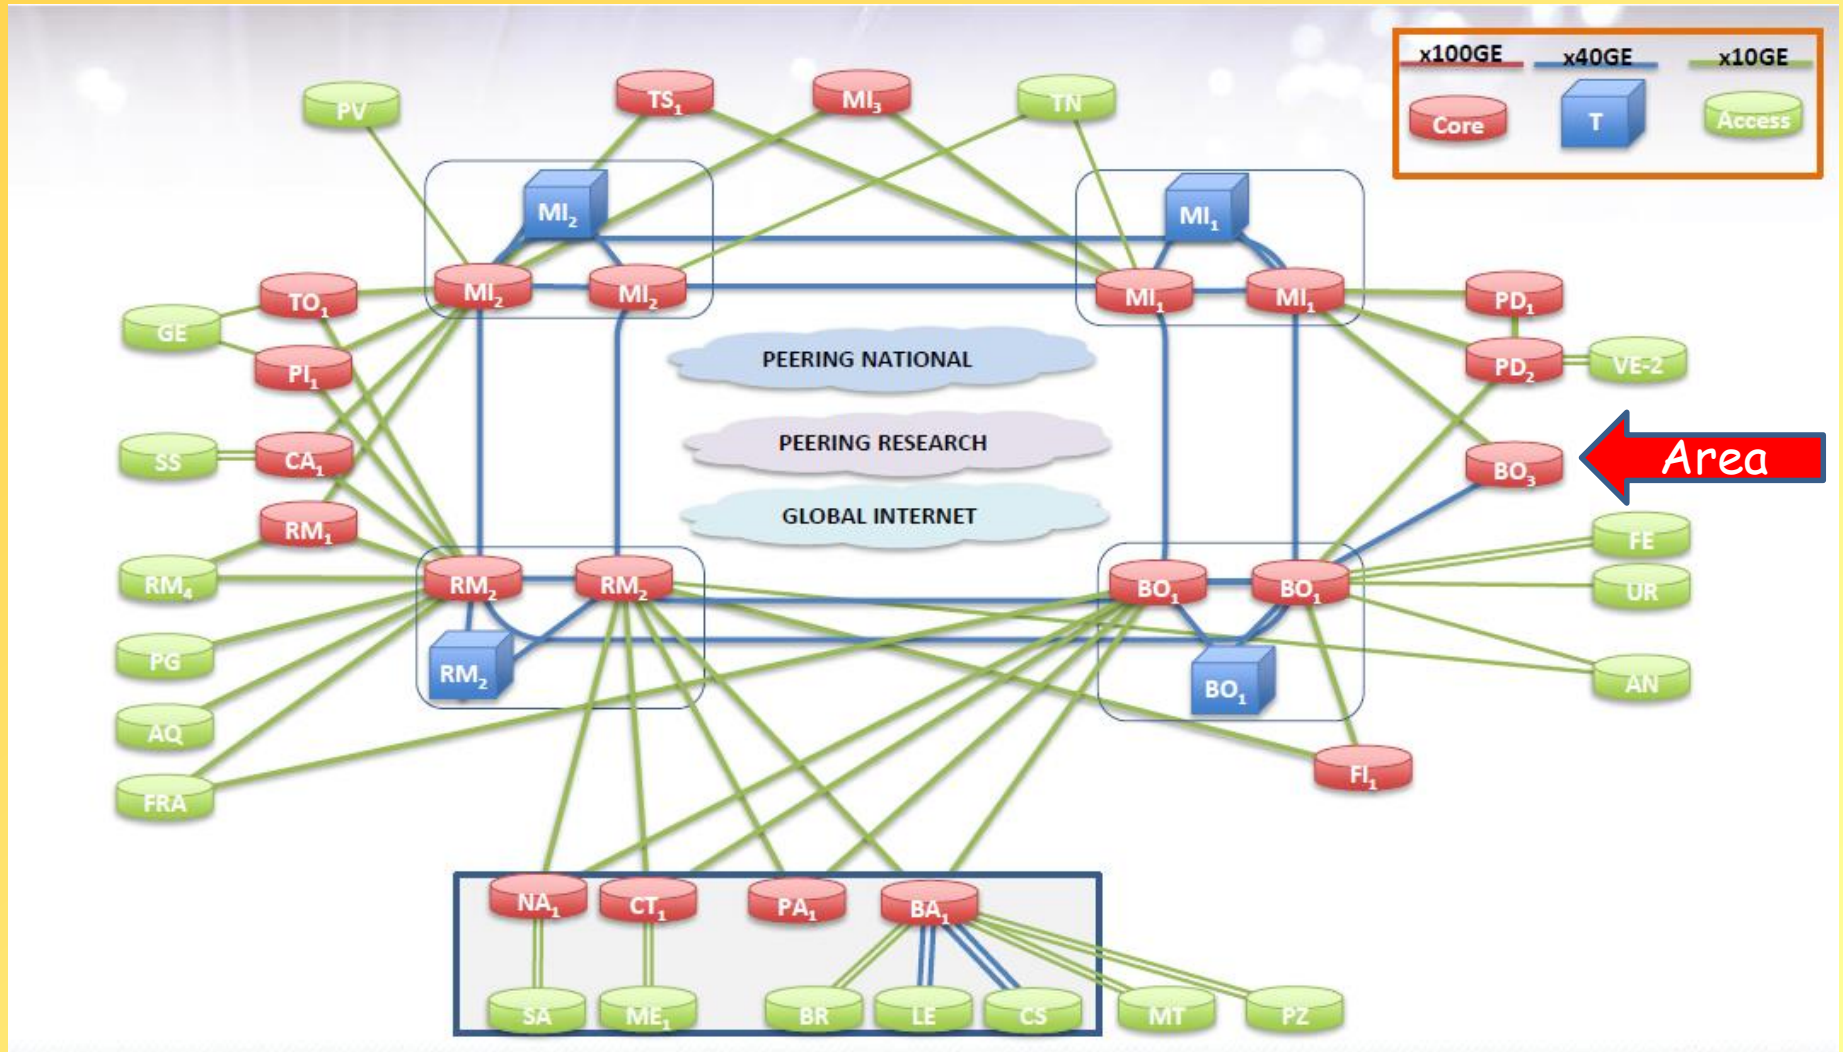 x100GE x40GE x10GE
Core T Access
PV TS1 MI3 TN
MI2 MI1
MI2 MI2 MI1 MI1
TO1 PD1
GE
PI1 PD2 VE-2
PEERING NATIONAL
PEERING RESEARCH
GLOBAL INTERNET
SS CA1 BO3 Area
RM1 FE
RM4 RM2 RM2 BO1 BO1 UR
PG RM2 BO1 AN
AQ
FRA FI1
NA1 CT1 PA1 BA1
SA ME1 BR LE CS MT PZ